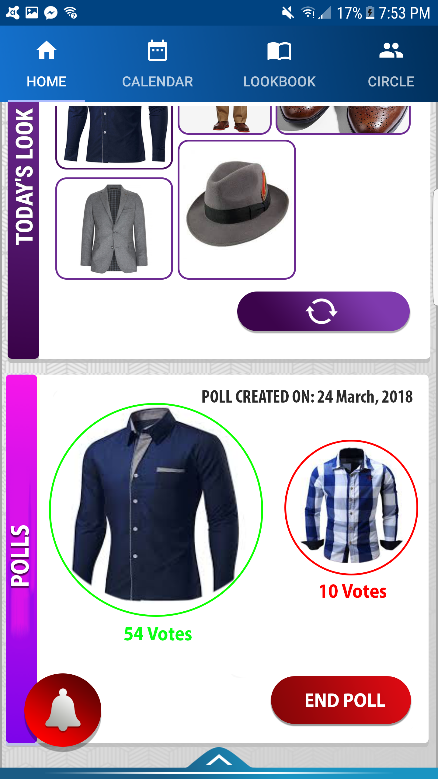 17% 7:53 PM
HOME CALENDAR LOOKBOOK CIRCLE
TODAY'S LOOK
POLLS
POLL CREATED ON: 24 March, 2018
10 Votes
54 Votes
END POLL